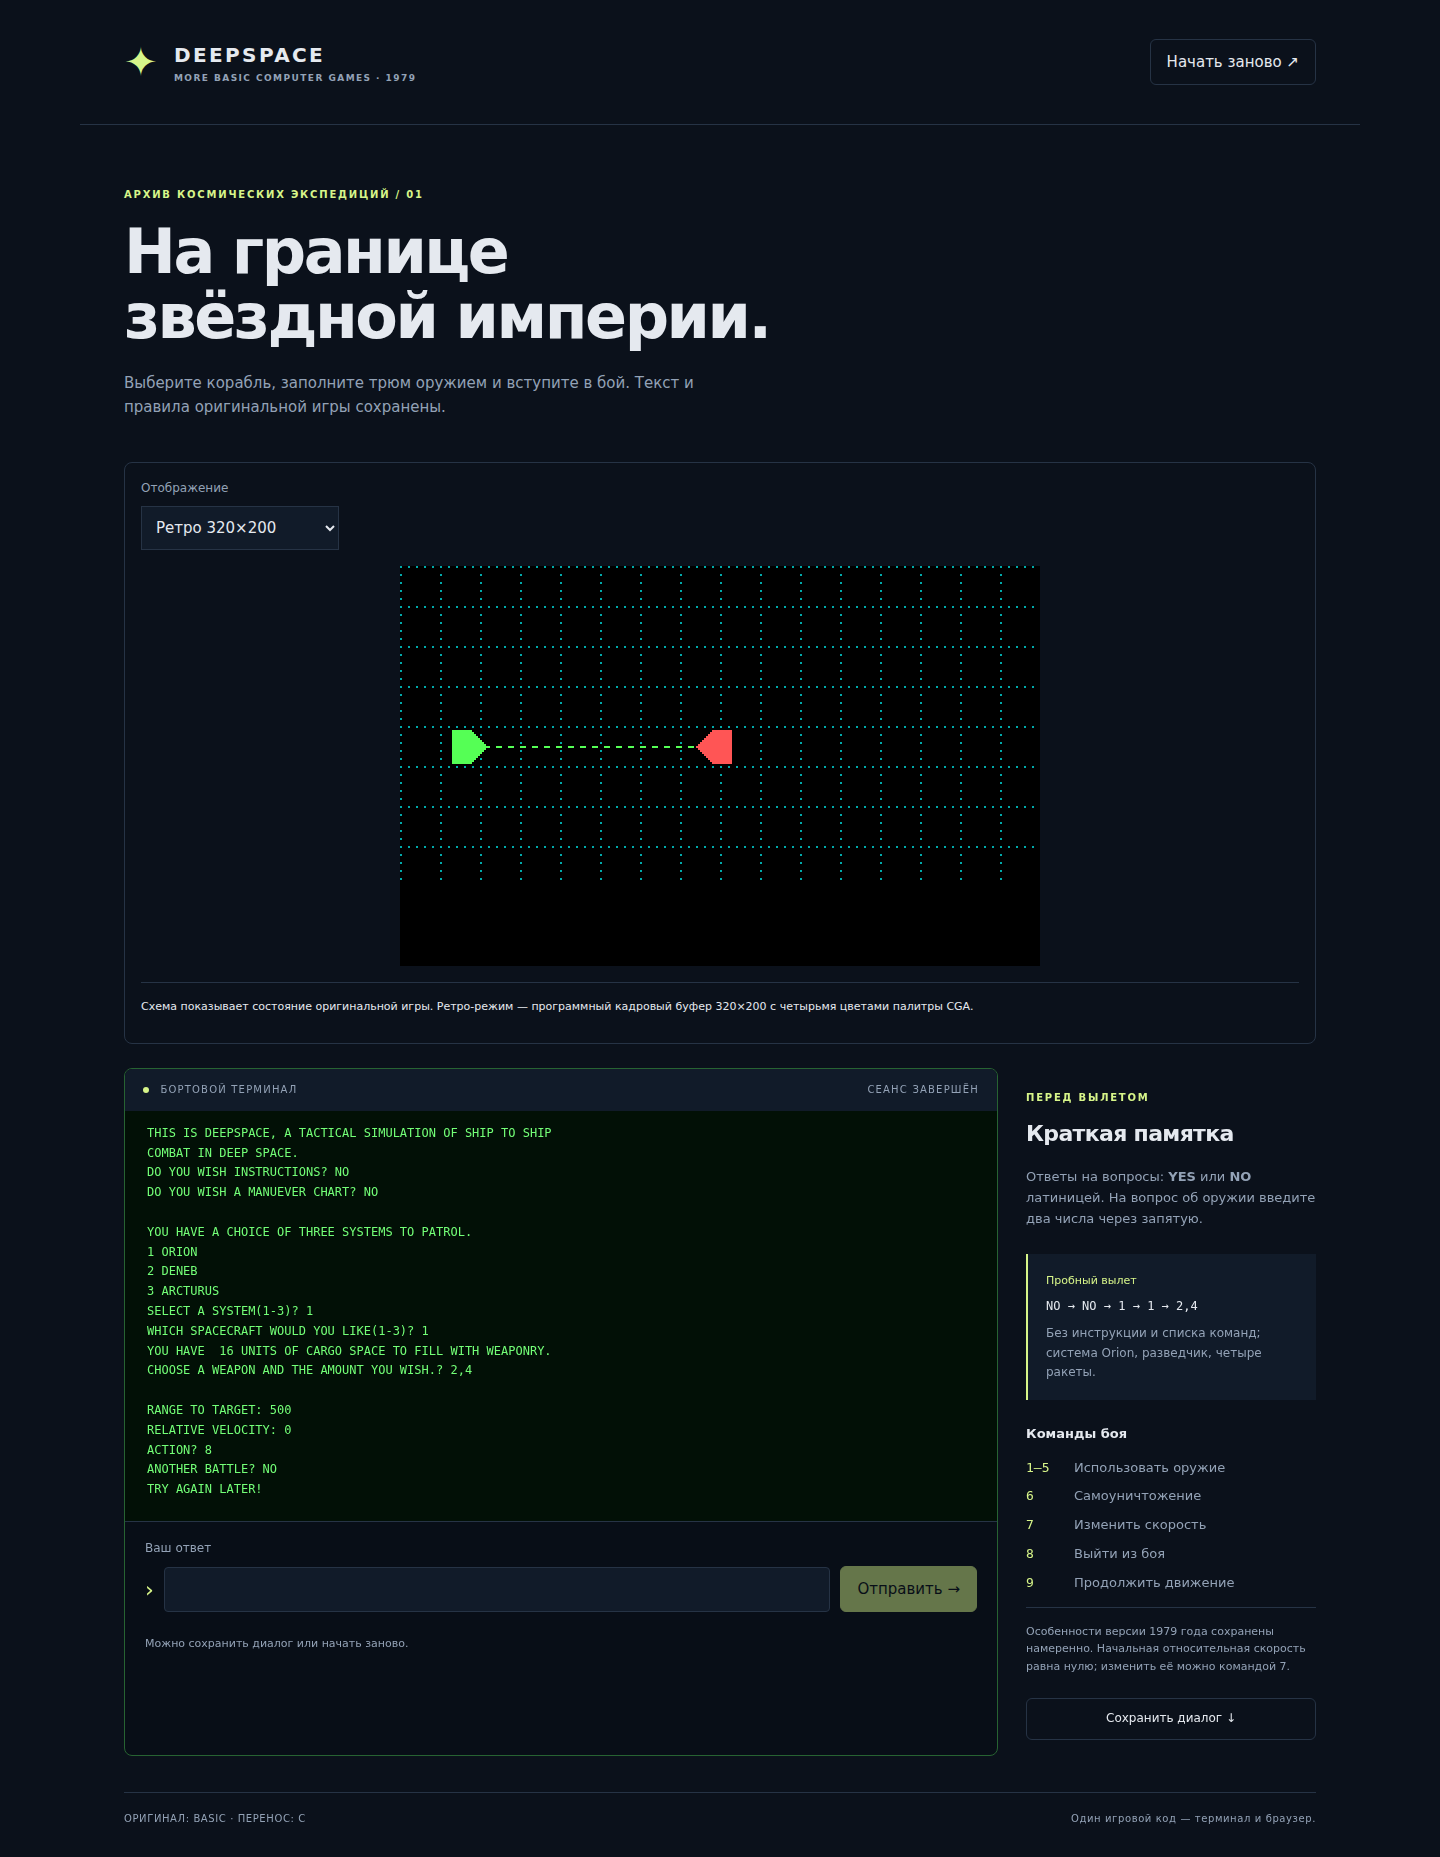 DEEPSPACE
MORE BASIC COMPUTER GAMES · 1979
Начать заново ↗
АРХИВ КОСМИЧЕСКИХ ЭКСПЕДИЦИЙ / 01
На границе
звёздной империи.
Выберите корабль, заполните трюм оружием и вступите в бой. Текст и
правила оригинальной игры сохранены.
Отображение
Ретро 320×200
Схема показывает состояние оригинальной игры. Ретро-режим — программный кадровый буфер 320×200 с четырьмя цветами палитры CGA.
БОРТОВОЙ ТЕРМИНАЛ
СЕАНС ЗАВЕРШЁН
THIS IS DEEPSPACE, A TACTICAL SIMULATION OF SHIP TO SHIP
COMBAT IN DEEP SPACE.
DO YOU WISH INSTRUCTIONS? NO
DO YOU WISH A MANUEVER CHART? NO
YOU HAVE A CHOICE OF THREE SYSTEMS TO PATROL.
1 ORION
2 DENEB
3 ARCTURUS
SELECT A SYSTEM(1-3)? 1
WHICH SPACECRAFT WOULD YOU LIKE(1-3)? 1
YOU HAVE  16 UNITS OF CARGO SPACE TO FILL WITH WEAPONRY.
CHOOSE A WEAPON AND THE AMOUNT YOU WISH.? 2,4
RANGE TO TARGET: 500
RELATIVE VELOCITY: 0
ACTION? 8
ANOTHER BATTLE? NO
TRY AGAIN LATER!
Ваш ответ
›
Отправить →
Можно сохранить диалог или начать заново.
ПЕРЕД ВЫЛЕТОМ
Краткая памятка
Ответы на вопросы: YES или NO
латиницей. На вопрос об оружии введите
два числа через запятую.
Пробный вылет
NO → NO → 1 → 1 → 2,4
Без инструкции и списка команд;
система Orion, разведчик, четыре
ракеты.
Команды боя
1–5 Использовать оружие
6 Самоуничтожение
7 Изменить скорость
8 Выйти из боя
9 Продолжить движение
Особенности версии 1979 года сохранены
намеренно. Начальная относительная скорость
равна нулю; изменить её можно командой 7.
Сохранить диалог ↓
ОРИГИНАЛ: BASIC · ПЕРЕНОС: C
Один игровой код — терминал и браузер.